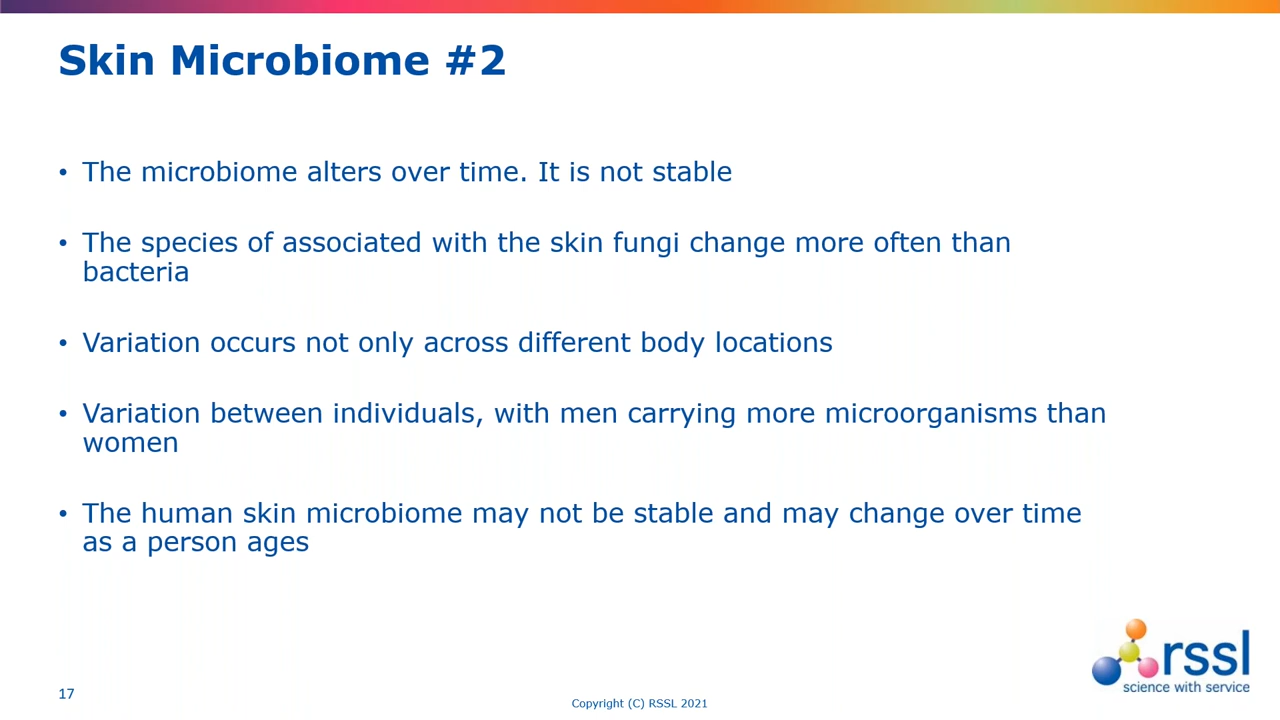 Skin Microbiome #2
• The microbiome alters over time. It is not stable
• The species of associated with the skin fungi change more often than
bacteria
• Variation occurs not only across different body locations
• Variation between individuals, with men carrying more microorganisms than
women
• The human skin microbiome may not be stable and may change over time
as a person ages
rssl
science with service
17
Copyright (C) RSSL 2021